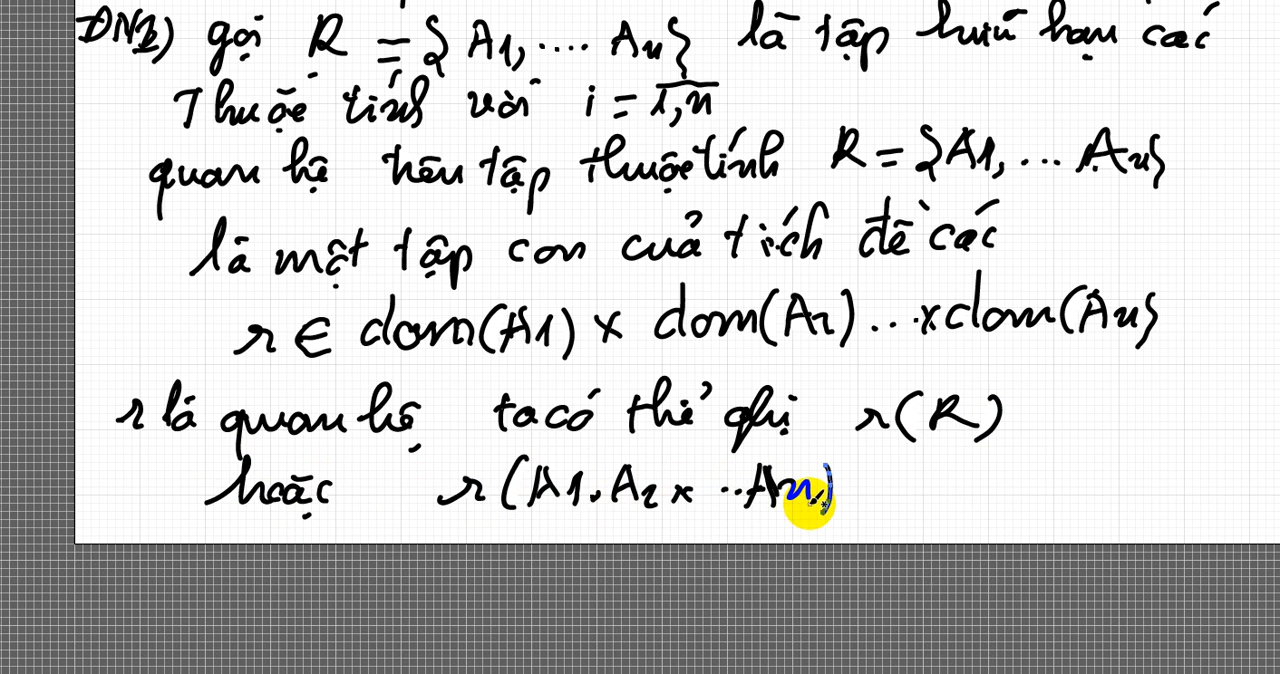 ĐN2) gọi R = {A1, .... An} là tập hữu hạn các
Thuộc tính với i = 1,n
quan hệ trên tập thuộc tính R = {A1, ... An}
là một tập con của tích đề các
r ∈ dom(A1) x dom(A2) ... x dom(An}
r là quan hệ ta có thể ghi r(R)
hoặc r(A1.A2 x ..An)